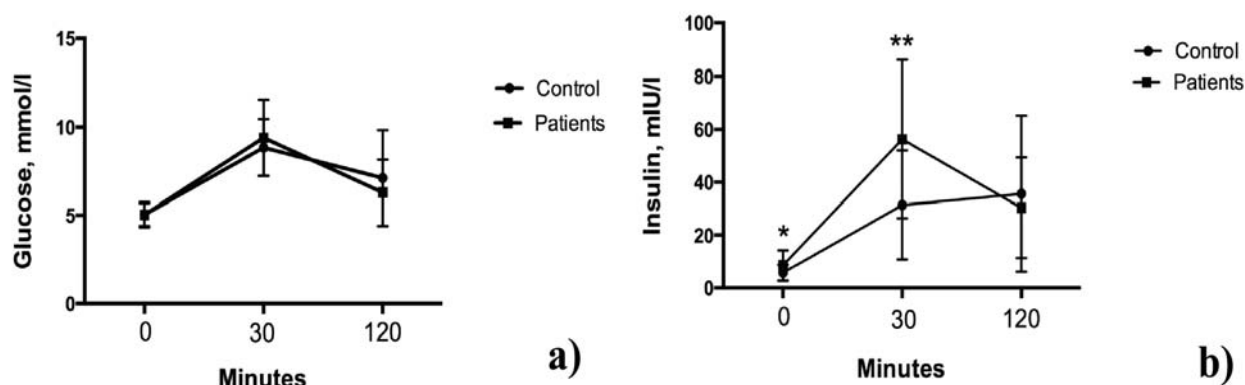 15
10
5
0
Glucose, mmol/l
0 30 120
Minutes
Control
Patients
a)
100
80
60
40
20
0
Insulin, mIU/l
*
**
0 30 120
Minutes
Control
Patients
b)